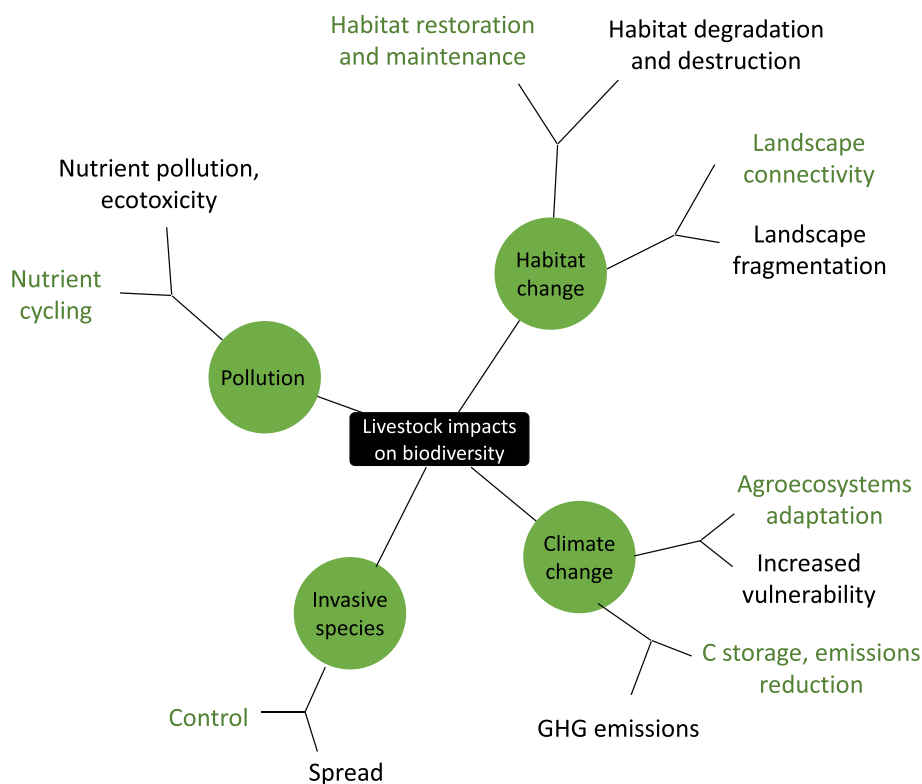 Habitat restoration
and maintenance
Habitat degradation
and destruction
Landscape
connectivity
Landscape
fragmentation
Habitat
change
Nutrient pollution,
ecotoxicity
Nutrient
cycling
Pollution
Livestock impacts
on biodiversity
Agroecosystems
adaptation
Increased
vulnerability
Climate
change
C storage, emissions
reduction
GHG emissions
Invasive
species
Control
Spread